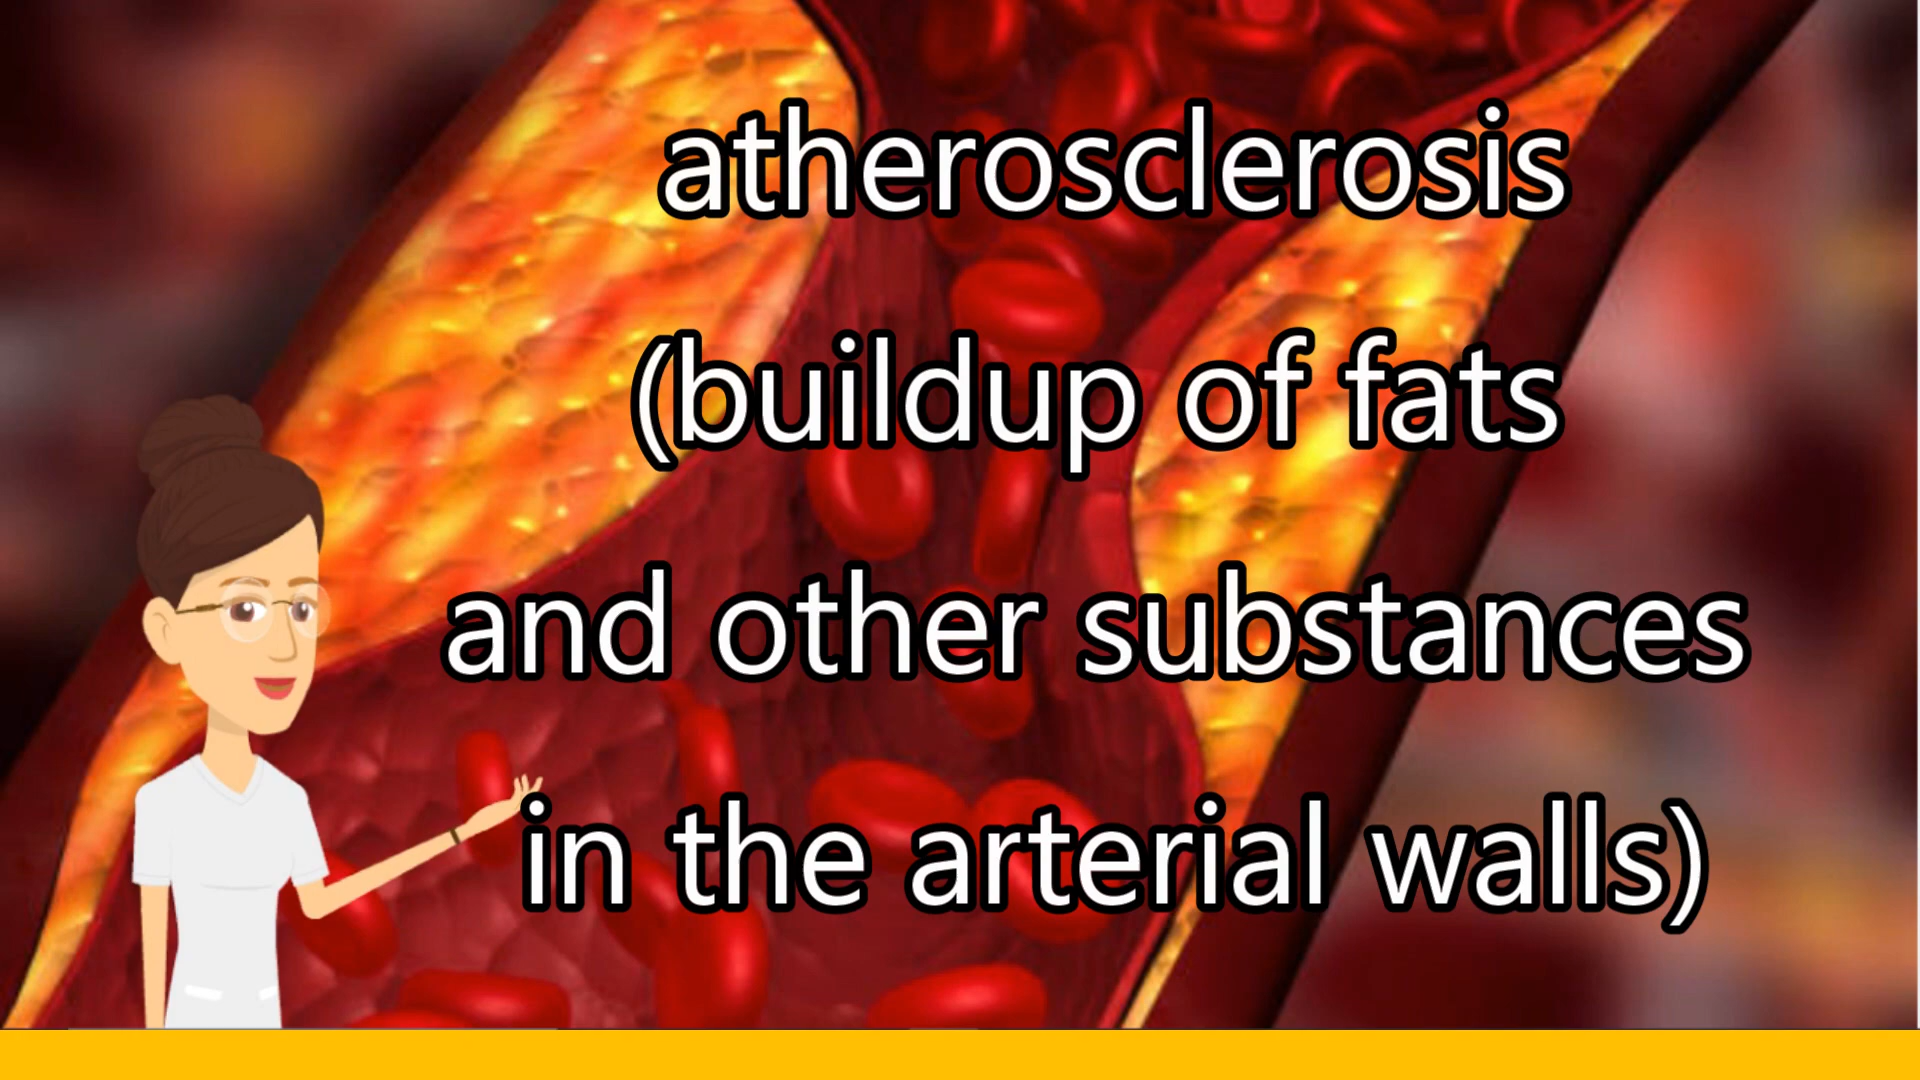 atherosclerosis
(buildup of fats
and other substances
in the arterial walls)